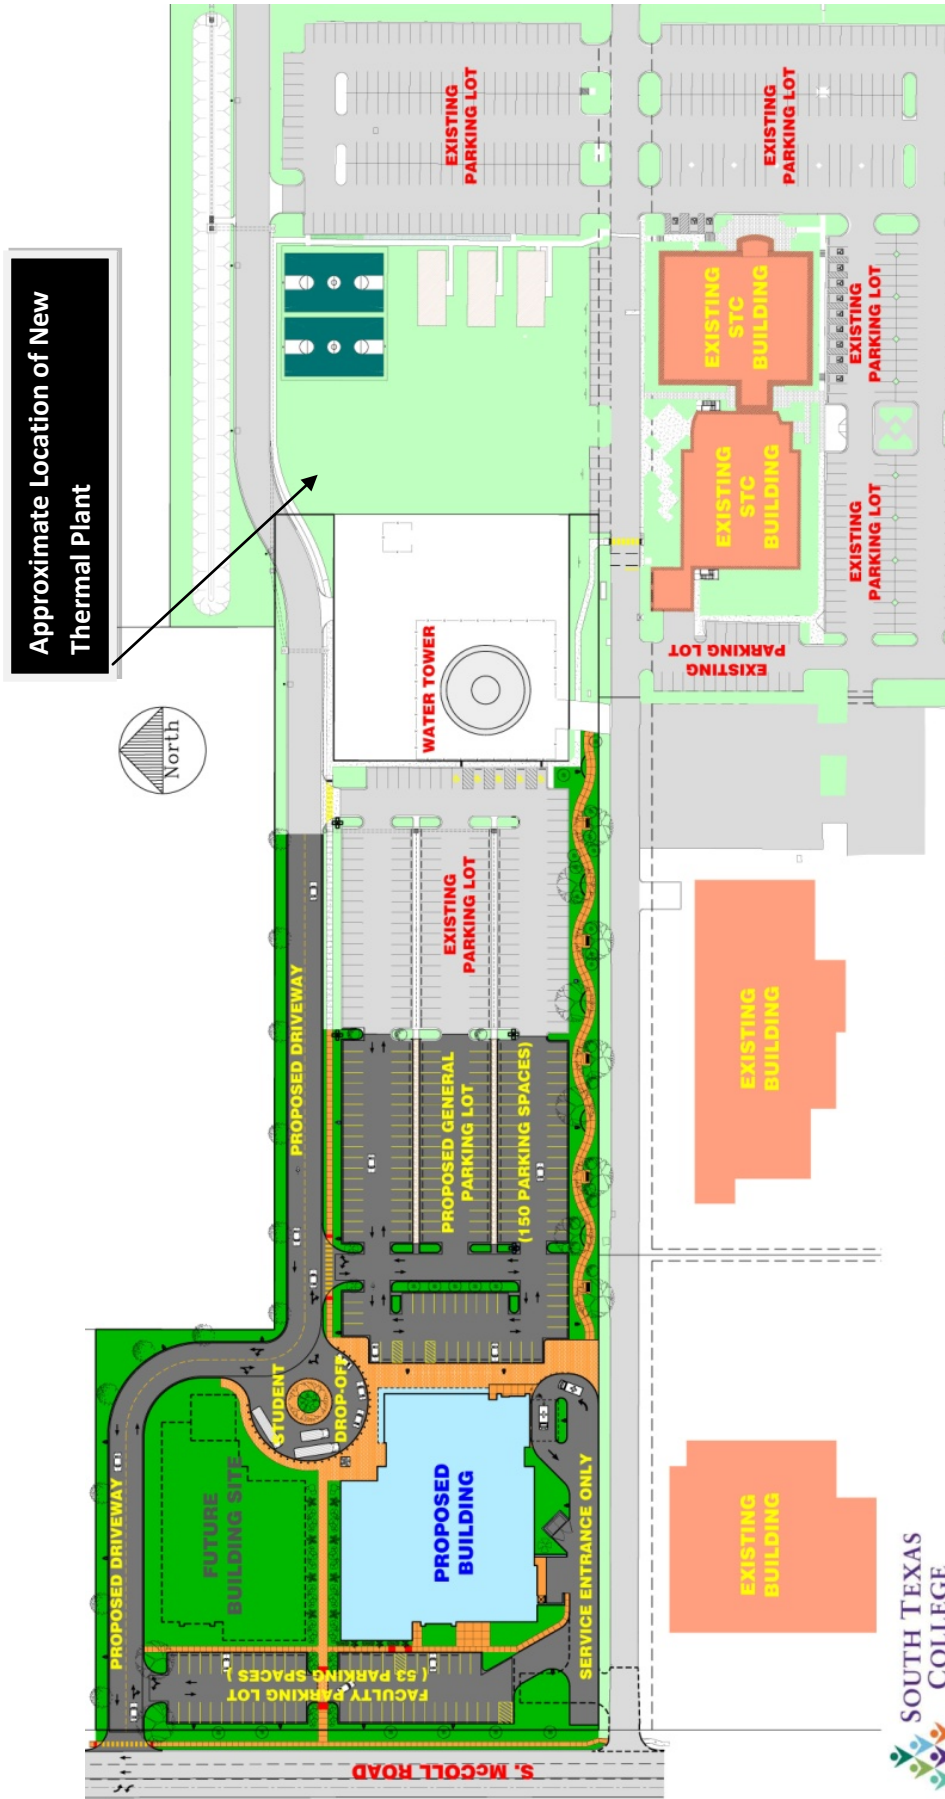 Approximate Location of New
Thermal Plant
North
EXISTING
PARKING LOT
EXISTING
PARKING LOT
EXISTING
STC
BUILDING
EXISTING
PARKING LOT
EXISTING
STC
BUILDING
EXISTING
PARKING LOT
EXISTING
PARKING LOT
WATER TOWER
EXISTING
PARKING LOT
PROPOSED DRIVEWAY
PROPOSED GENERAL
PARKING LOT
(150 PARKING SPACES)
EXISTING
BUILDING
STUDENT
DROP-OFF
PROPOSED DRIVEWAY
FUTURE
BUILDING SITE
PROPOSED
BUILDING
SERVICE ENTRANCE ONLY
EXISTING
BUILDING
FACULTY PARKING LOT
( 53 PARKING SPACES )
S. McCOLL ROAD
SOUTH TEXAS
COLLEGE